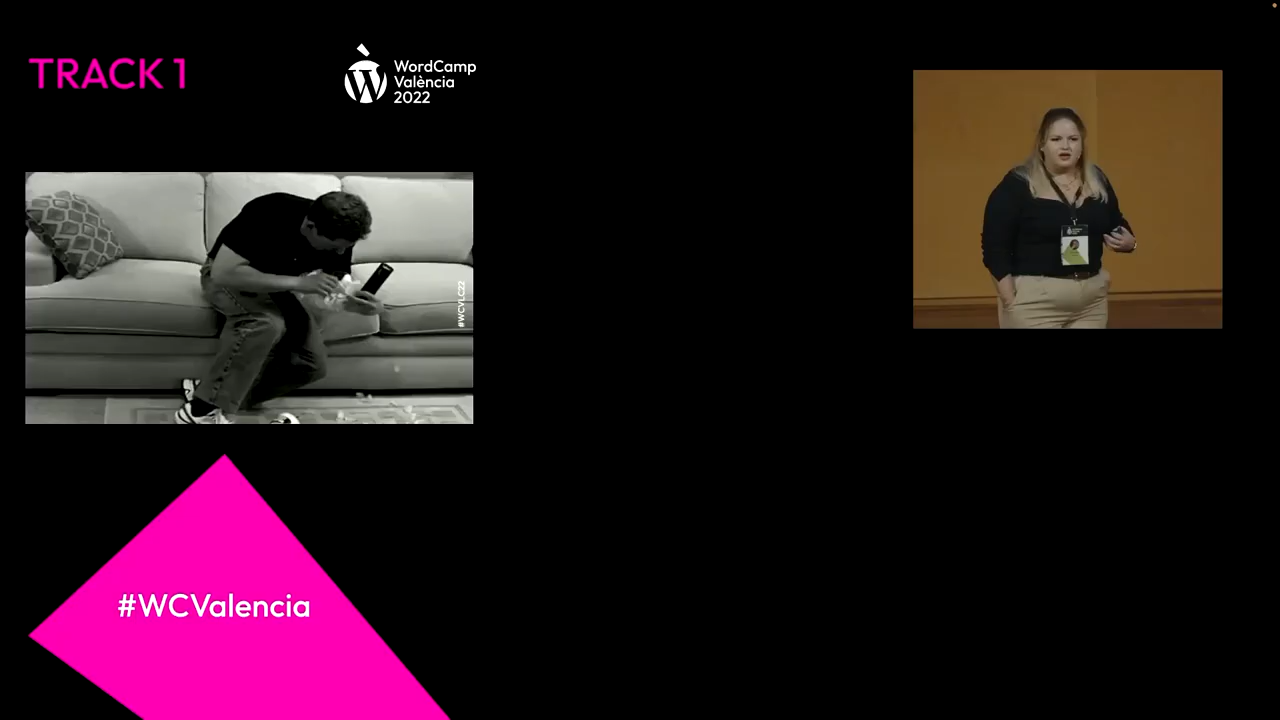 TRACK 1
WordCamp
València
2022
#WCVLC22
#WCValencia